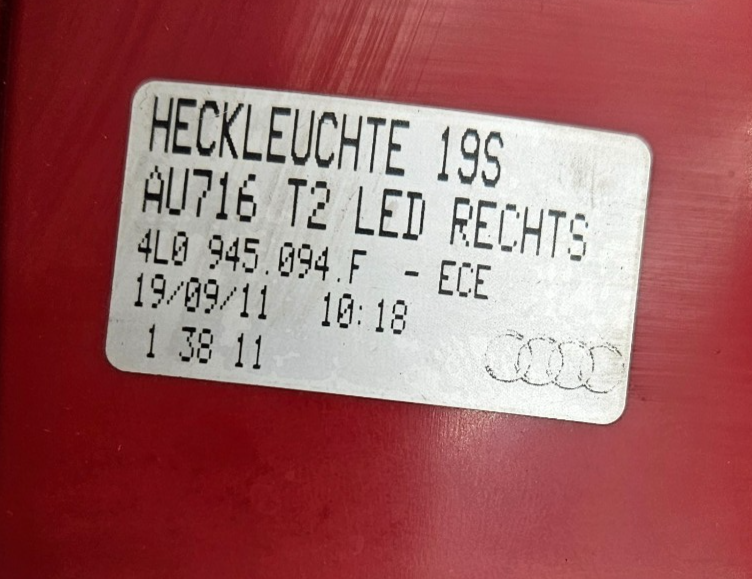 HECKLEUCHTE 19S
AU716 T2 LED RECHTS
4L0 945.094.F - ECE
19/09/11 10:18
1 38 11